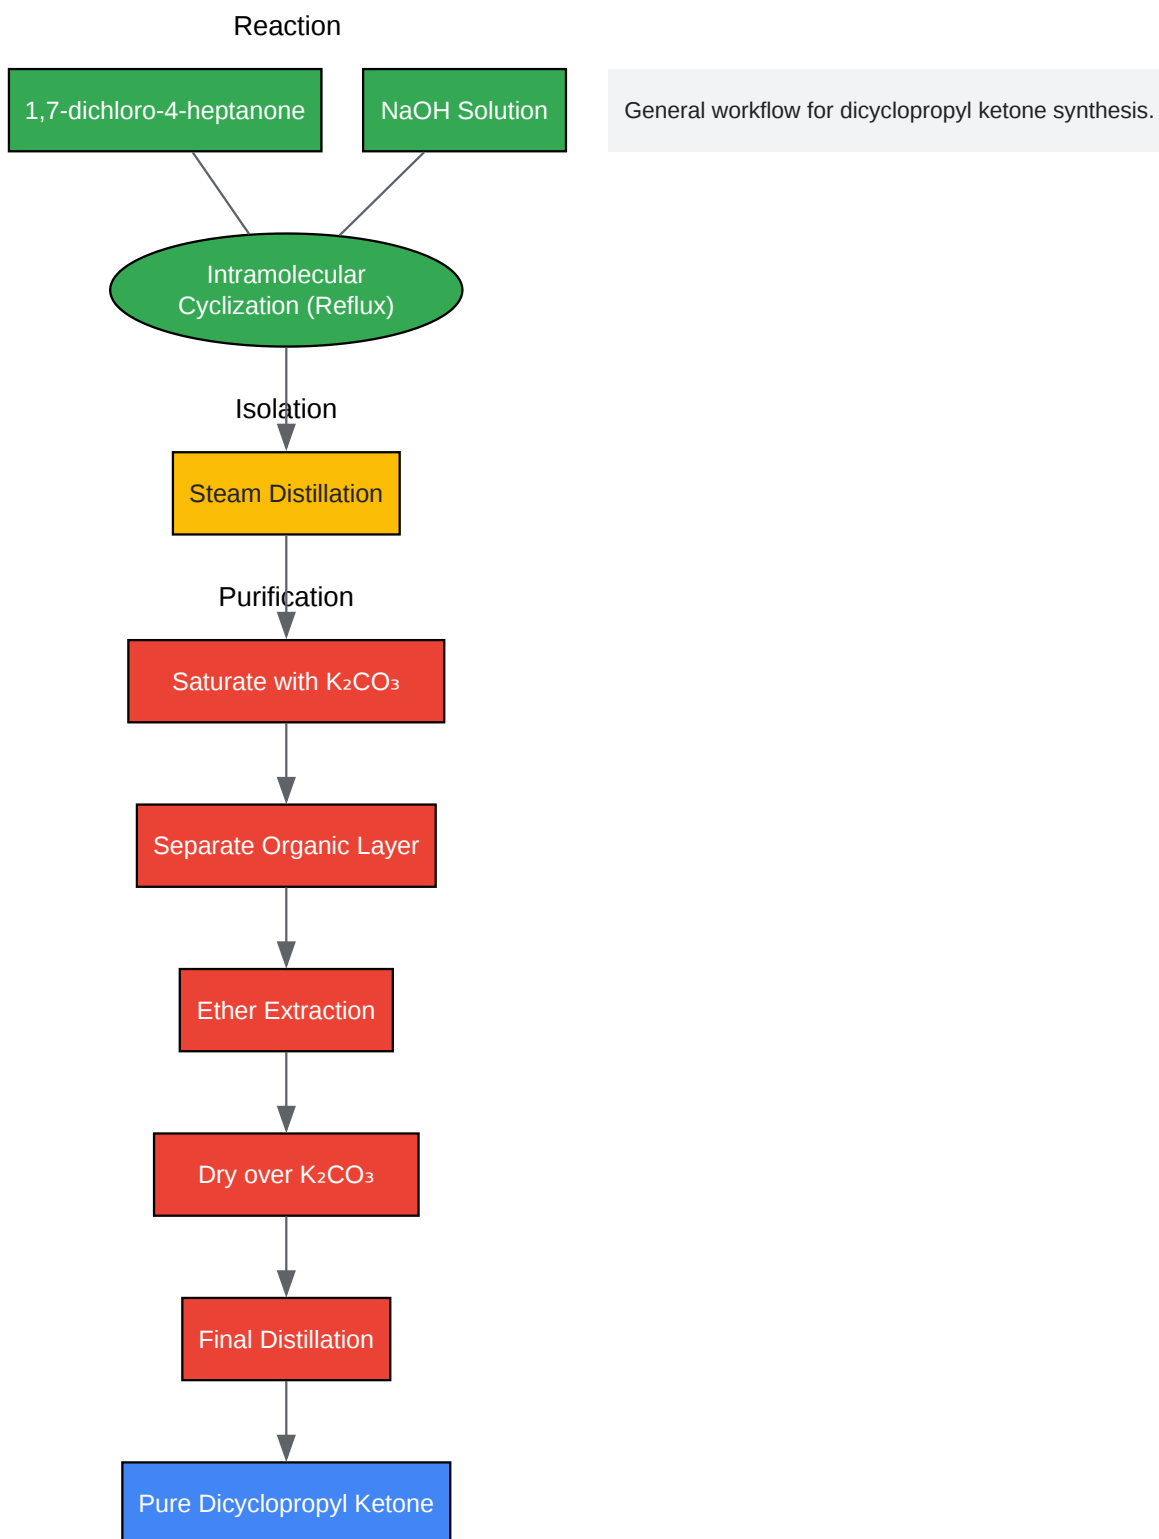 Reaction
1,7-dichloro-4-heptanone
NaOH Solution
General workflow for dicyclopropyl ketone synthesis.
Intramolecular
Cyclization (Reflux)
Isolation
Steam Distillation
Purification
Saturate with K₂CO₃
Separate Organic Layer
Ether Extraction
Dry over K₂CO₃
Final Distillation
Pure Dicyclopropyl Ketone